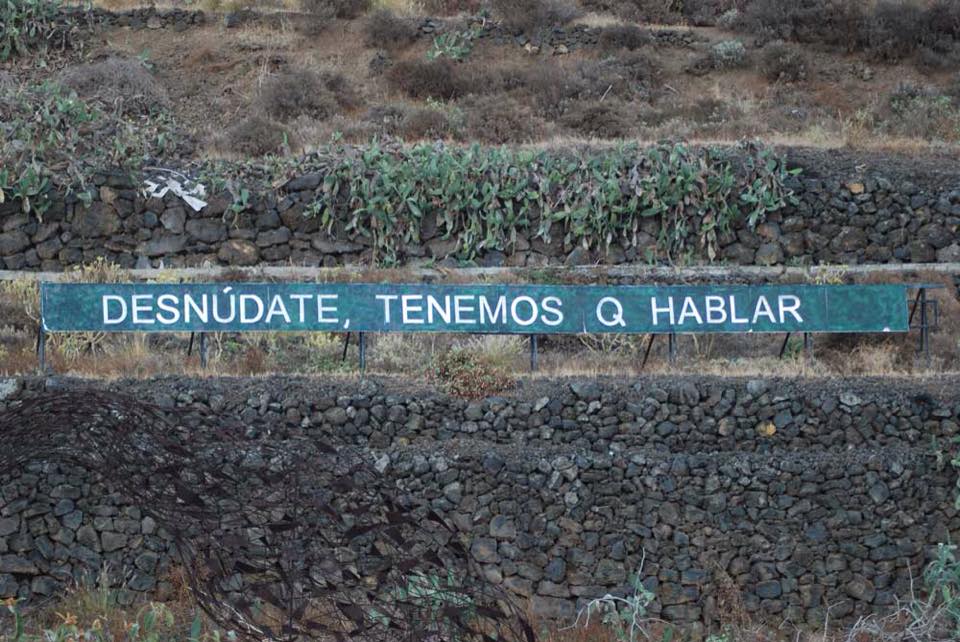 DESNÚDATE, TENEMOS Q HABLAR